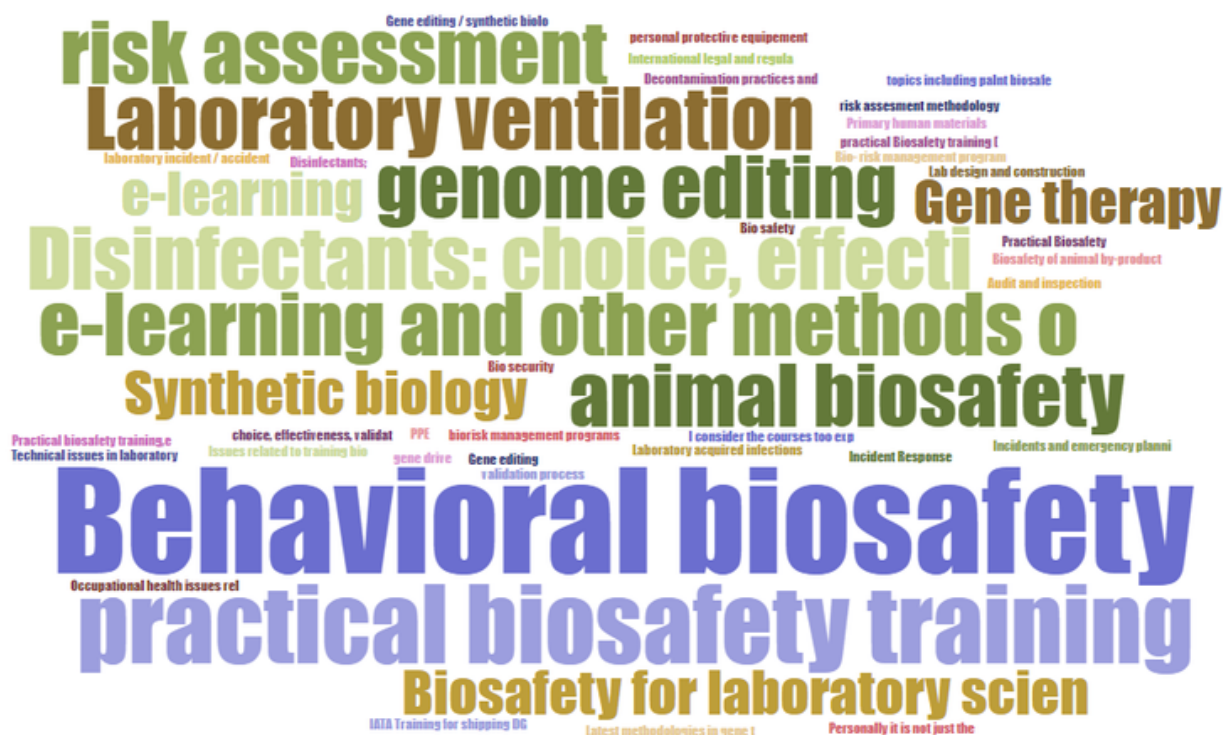 Gene editing / synthetic biolo
risk assessment
personal protective equipement
International legal and regula
Decontamination practices and
topics including palnt biosafe
Laboratory ventilation
risk assesment methodology
Primary human materials
practical Biosafety training (
Bio- risk management program
laboratory incident / accident
Disinfectants;
Lab design and construction
e-learning
genome editing
Gene therapy
Bio safety
Disinfectants: choice, effecti
Practical Biosafety
Biosafety of animal by-product
Audit and inspection
e-learning and other methods o
Bio security
Synthetic biology
animal biosafety
Practical biosafety training,e
choice, effectiveness, validat
PPE
biorisk management programs
I consider the courses too exp
Incidents and emergency planni
Technical issues in laboratory
Issues related to training bio
gene drive
Gene editing
Laboratory acquired infections
Incident Response
validation process
Behavioral biosafety
Occupational health issues rel
practical biosafety training
Biosafety for laboratory scien
IATA Training for shipping DG
Latest methodologies in gene t
Personally it is not just the